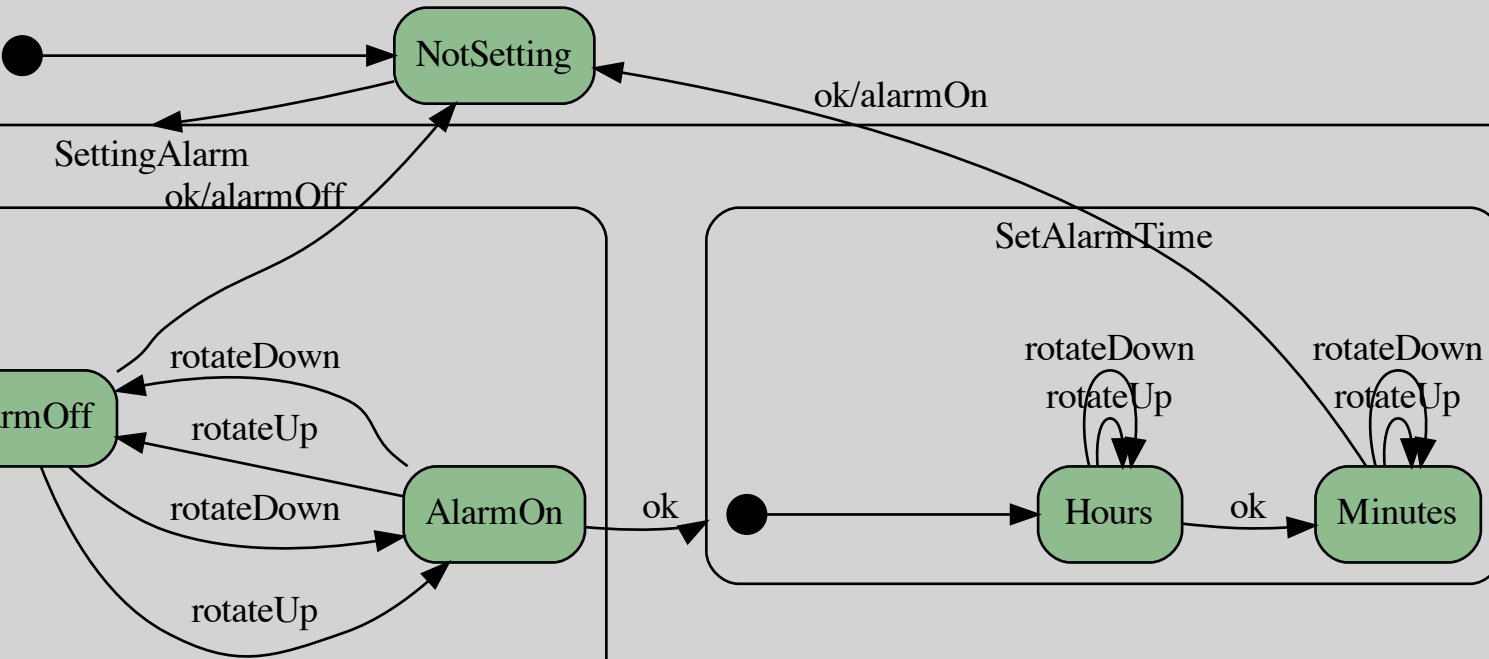 NotSetting
ok/alarmOn
SettingAlarm
ok/alarmOff
SetAlarmTime
rotateDown
rotateDown
rotateDown
rotateUp
rotateUp
rmOff
rotateUp
rotateDown
AlarmOn
ok
Hours
ok
Minutes
rotateUp